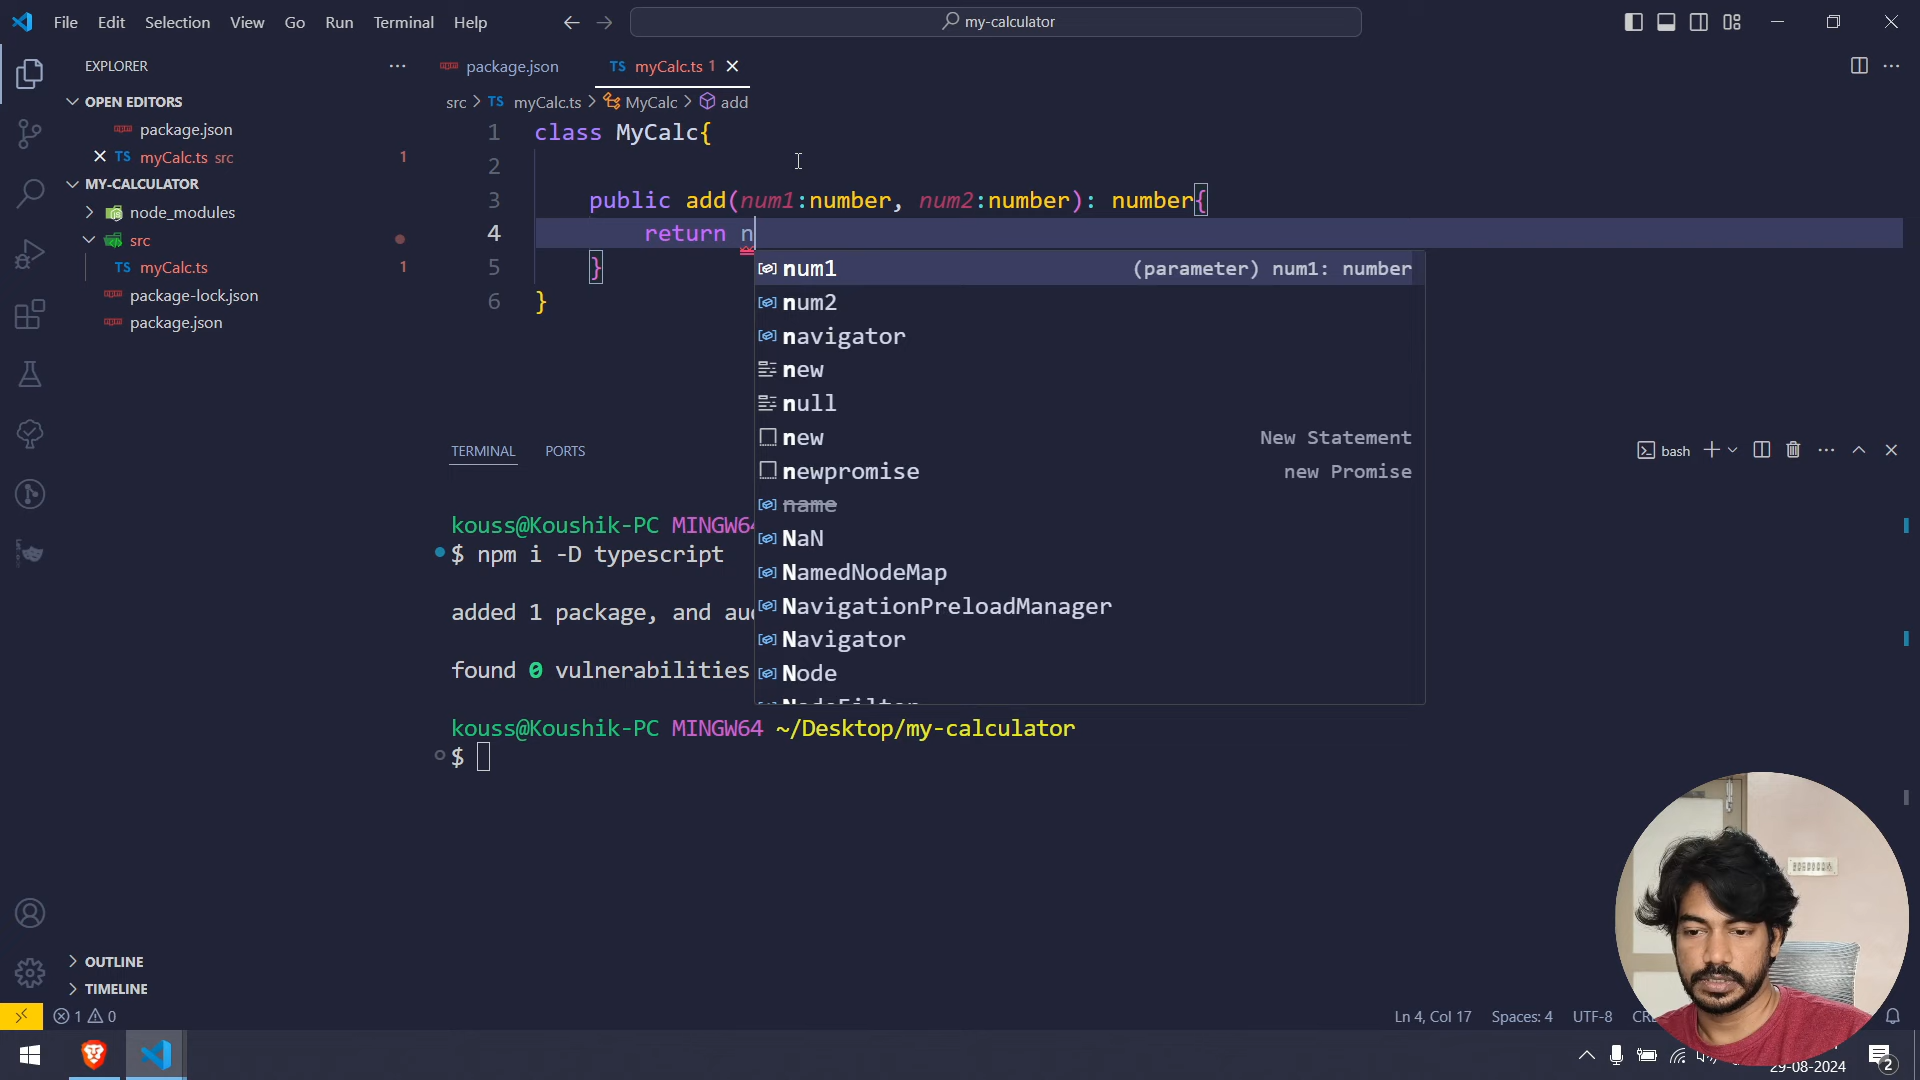 File Edit Selection View Go Run Terminal Help
my-calculator
EXPLORER
OPEN EDITORS
package.json
myCalc.ts src 1
MY-CALCULATOR
node_modules
src
myCalc.ts 1
package-lock.json
package.json
package.json
TS myCalc.ts 1
src > TS myCalc.ts > MyCalc > add
1 class MyCalc{
2
3 public add(num1:number, num2:number): number{
4 return n
5 }
6 }
num1 (parameter) num1: number
num2
navigator
new
null
new New Statement
newpromise new Promise
name
NaN
NamedNodeMap
NavigationPreloadManager
Navigator
Node
NodeFilter
TERMINAL PORTS
bash
kouss@Koushik-PC MINGW64
$ npm i -D typescript
added 1 package, and au
found 0 vulnerabilities
kouss@Koushik-PC MINGW64 ~/Desktop/my-calculator
$
OUTLINE
TIMELINE
1 0
Ln 4, Col 17 Spaces: 4 UTF-8
29-08-2024
2